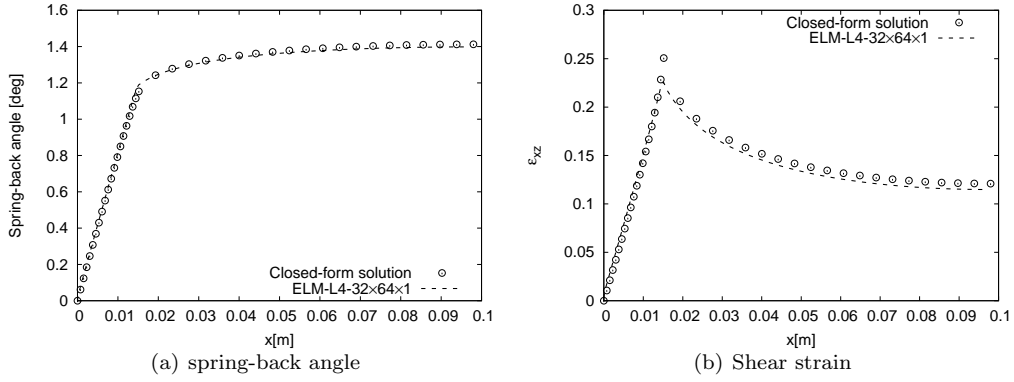 1.6
1.4
1.2
1
0.8
0.6
0.4
0.2
0
Spring-back angle [deg]
Closed-form solution
ELM-L4-32×64×1
0 0.01 0.02 0.03 0.04 0.05 0.06 0.07 0.08 0.09 0.1
x[m]
(a) spring-back angle
0.3
0.25
0.2
0.15
0.1
0.05
0
εxz
Closed-form solution
ELM-L4-32×64×1
0 0.01 0.02 0.03 0.04 0.05 0.06 0.07 0.08 0.09 0.1
x[m]
(b) Shear strain